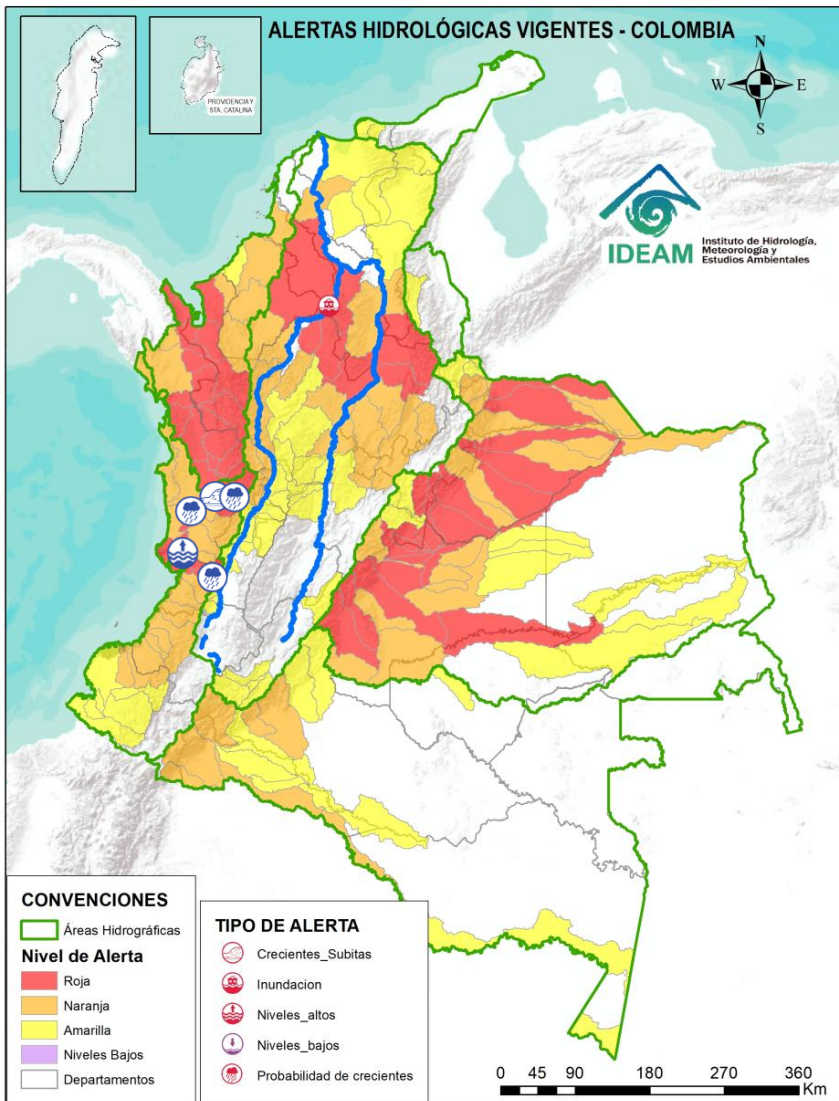 ALERTAS HIDROLÓGICAS VIGENTES - COLOMBIA
PROVIDENCIA Y
STA. CATALINA
N
W
E
S
IDEAM
Instituto de Hidrología,
Meteorología y
Estudios Ambientales
CONVENCIONES
Áreas Hidrográficas
Nivel de Alerta
Roja
Naranja
Amarilla
Niveles Bajos
Departamentos
TIPO DE ALERTA
Crecientes_Subitas
Inundacion
Niveles_altos
Niveles_bajos
Probabilidad de crecientes
0 45 90 180 270 360
Km